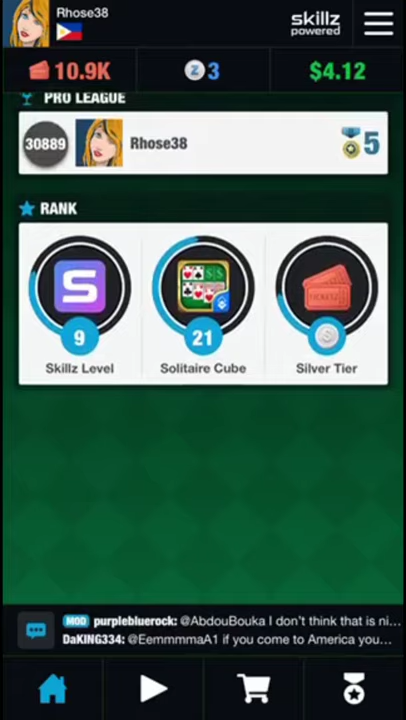 Rhose38
skillz
powered
10.9K
Z 3
$4.12
PRO LEAGUE
30889
Rhose38
5
RANK
S
9
21
TICKET
S
Skillz Level
Solitaire Cube
Silver Tier
MOD purplebluerock: @AbdouBouka I don't think that is ni...
DaKING334: @EemmmmaA1 if you come to America you...